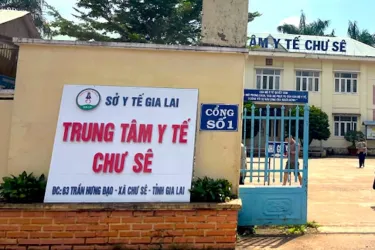 SỞ Y TẾ GIA LAI
TRUNG TÂM Y TẾ
CHƯ SÊ
ĐC: 63 TRẦN HƯNG ĐẠO - XÃ CHƯ SÊ - TỈNH GIA LAI
CỔNG
SỐ 1
TÂM Y TẾ CHƯ SÊ